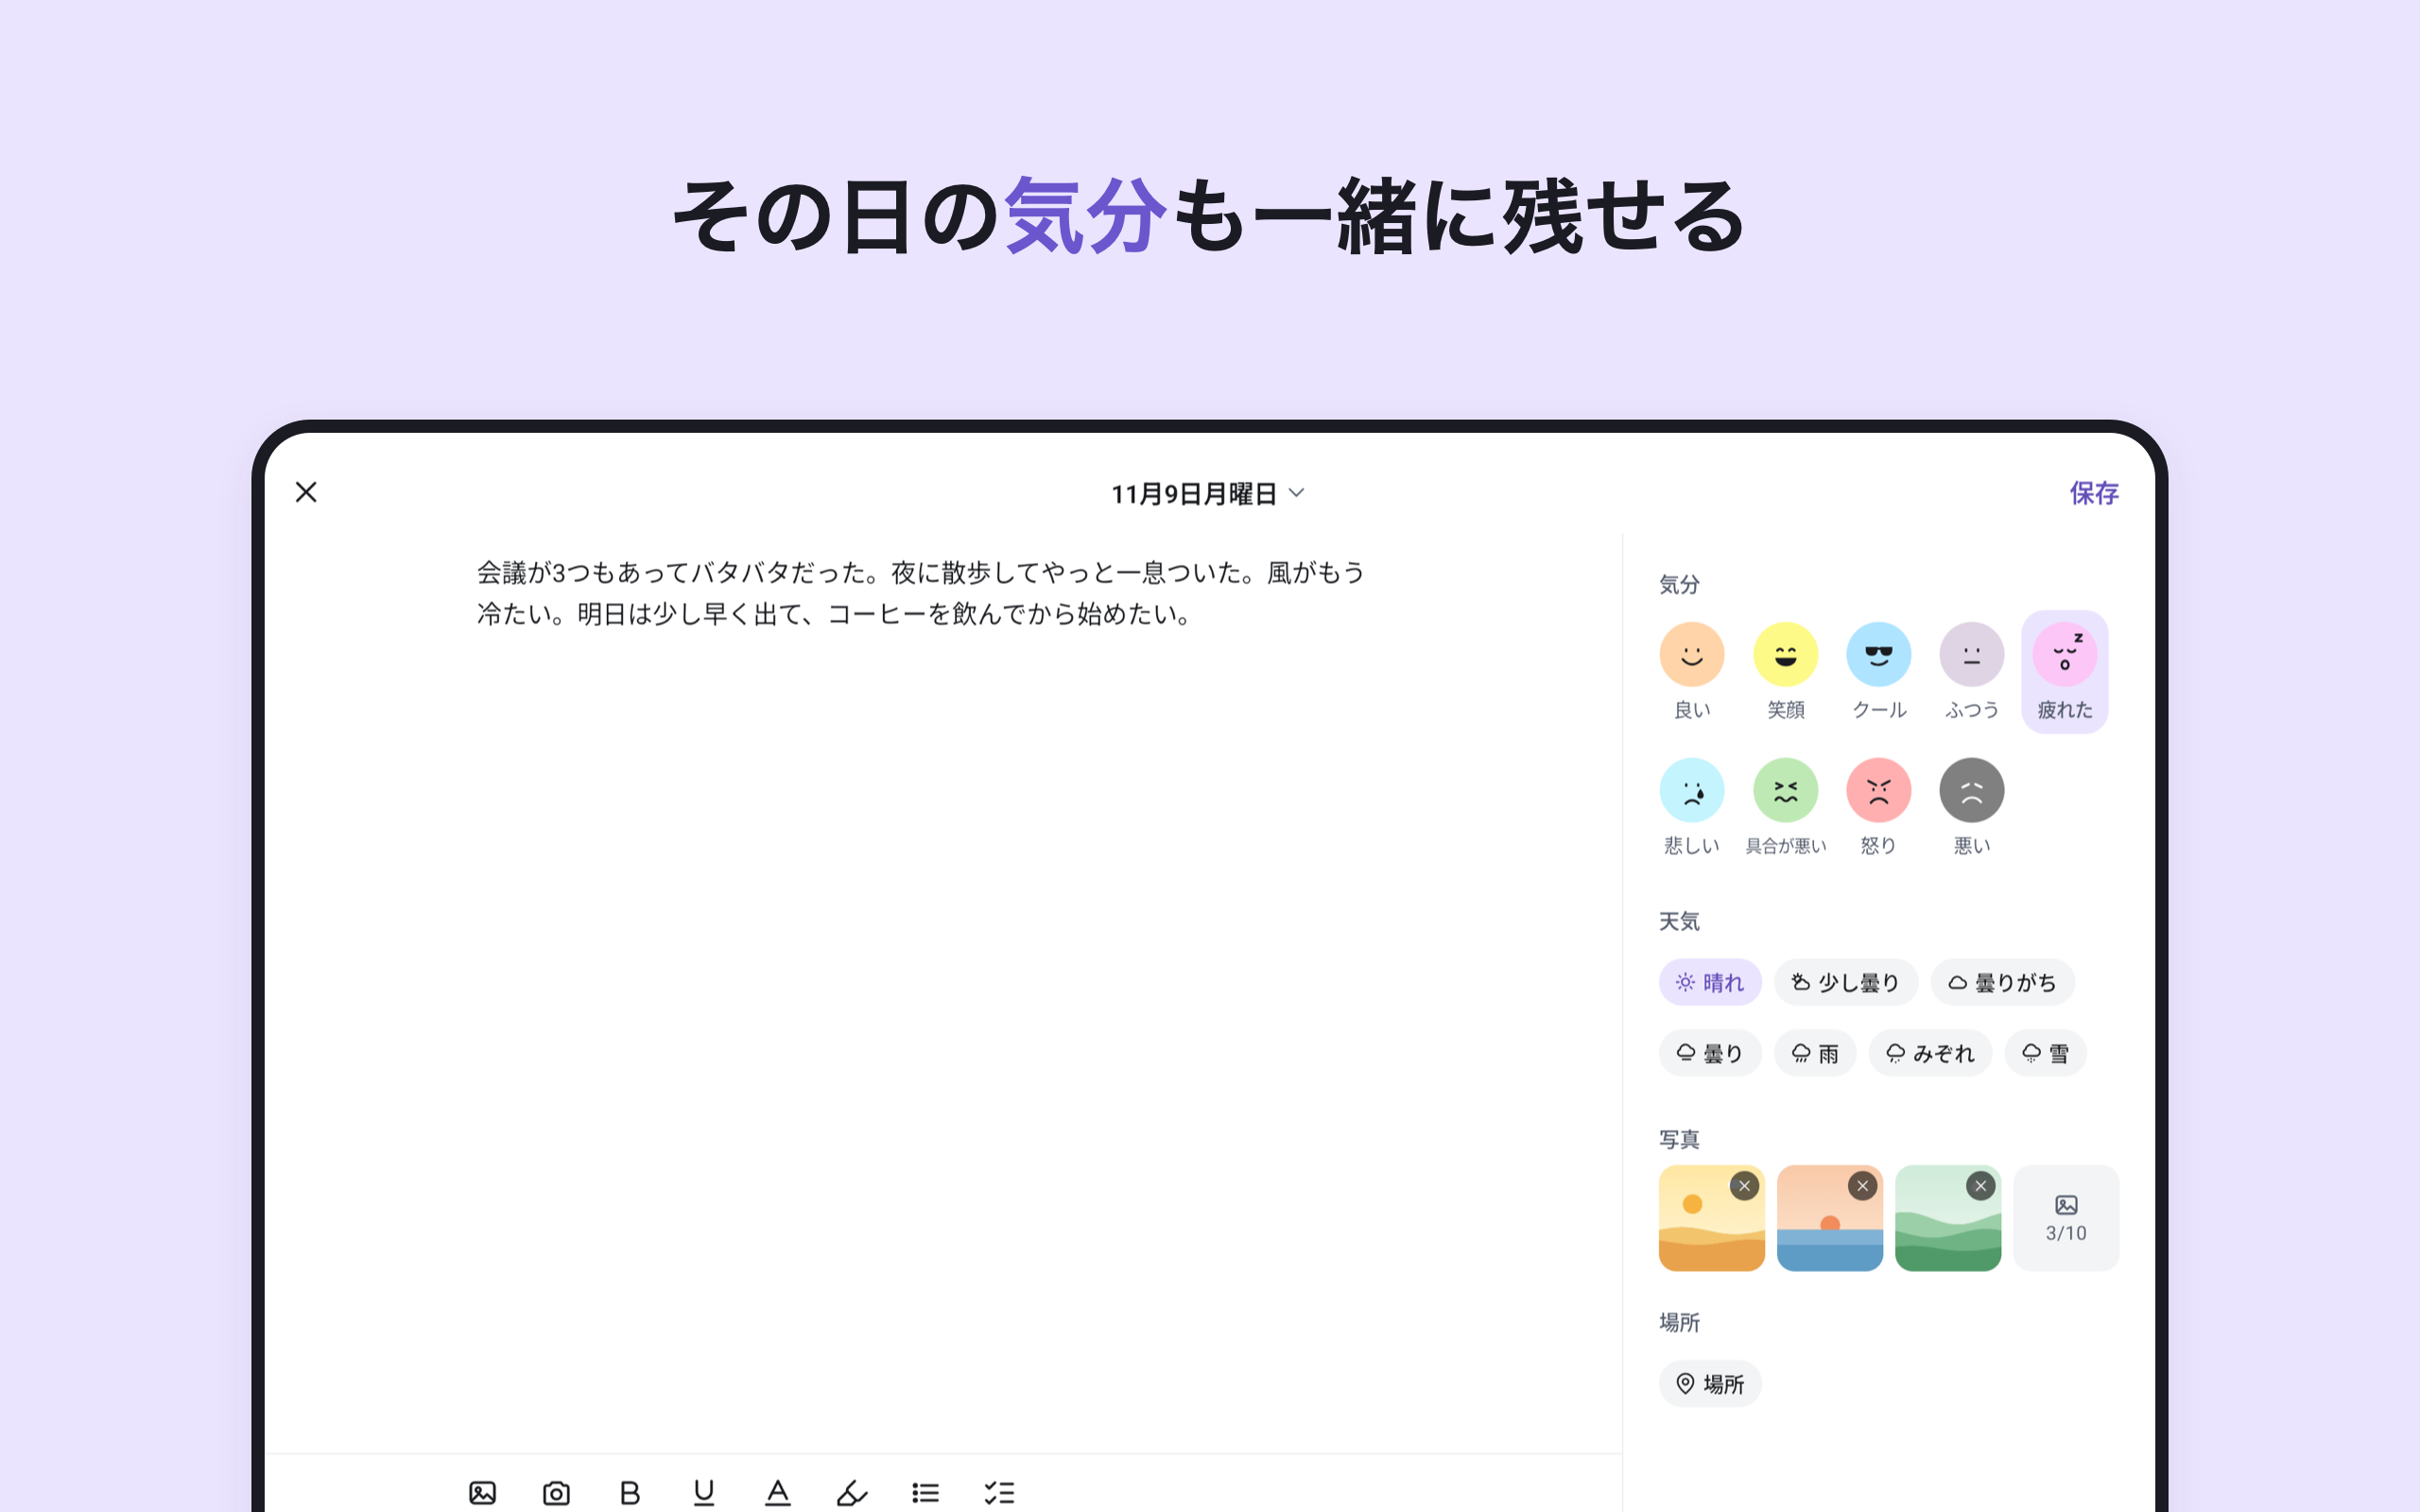 その日の気分も一緒に残せる
11月9日月曜日
保存
会議が3つもあってバタバタだった。夜に散歩してやっと一息ついた。風がもう
冷たい。明日は少し早く出て、コーヒーを飲んでから始めたい。
気分
良い 笑顔 クール ふつう 疲れた
悲しい 具合が悪い 怒り 悪い
天気
晴れ 少し曇り 曇りがち
曇り 雨 みぞれ 雪
写真
3/10
場所
場所